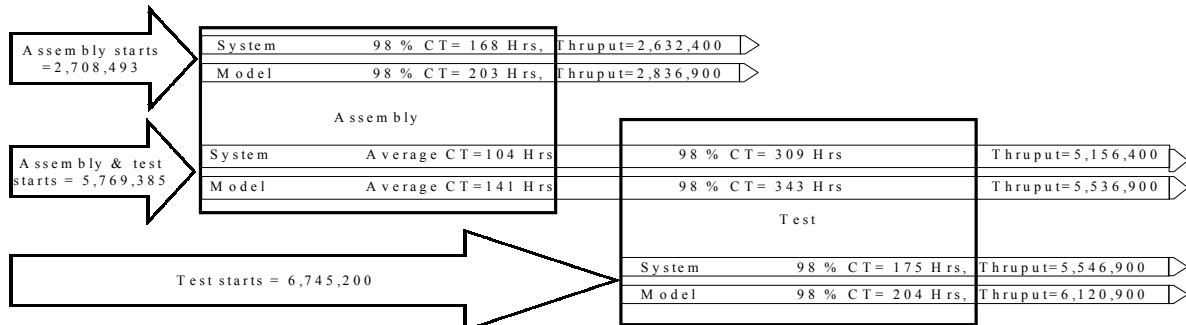 Assembly starts
=2,708,493
System 98 % CT= 168 Hrs, Thruput=2,632,400
Model 98 % CT= 203 Hrs, Thruput=2,836,900
Assembly
Assembly & test
starts = 5,769,385
System Average CT=104 Hrs 98 % CT= 309 Hrs Thruput=5,156,400
Model Average CT=141 Hrs 98 % CT= 343 Hrs Thruput=5,536,900
Test
Test starts = 6,745,200
System 98 % CT= 175 Hrs, Thruput=5,546,900
Model 98 % CT= 204 Hrs, Thruput=6,120,900